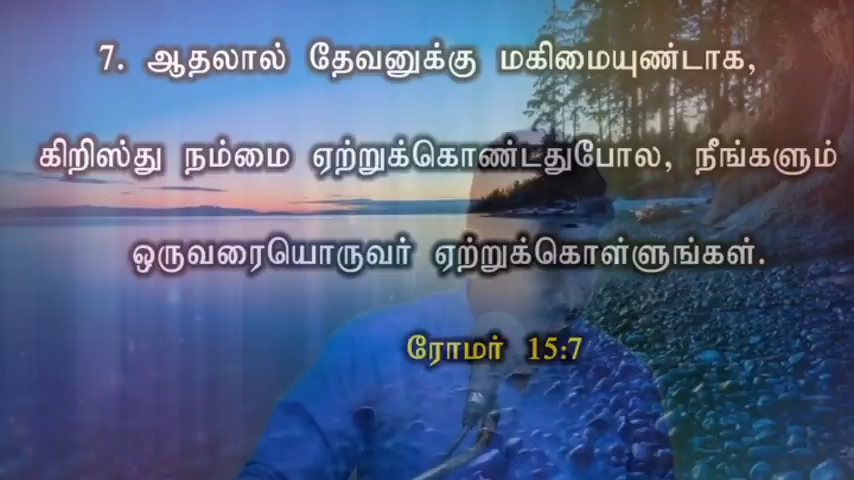 7. ஆதலால் தேவனுக்கு மகிமையுண்டாக,
கிறிஸ்து நம்மை ஏற்றுக்கொண்டதுபோல, நீங்களும்
ஒருவரையொருவர் ஏற்றுக்கொள்ளுங்கள்.
ரோமர் 15:7